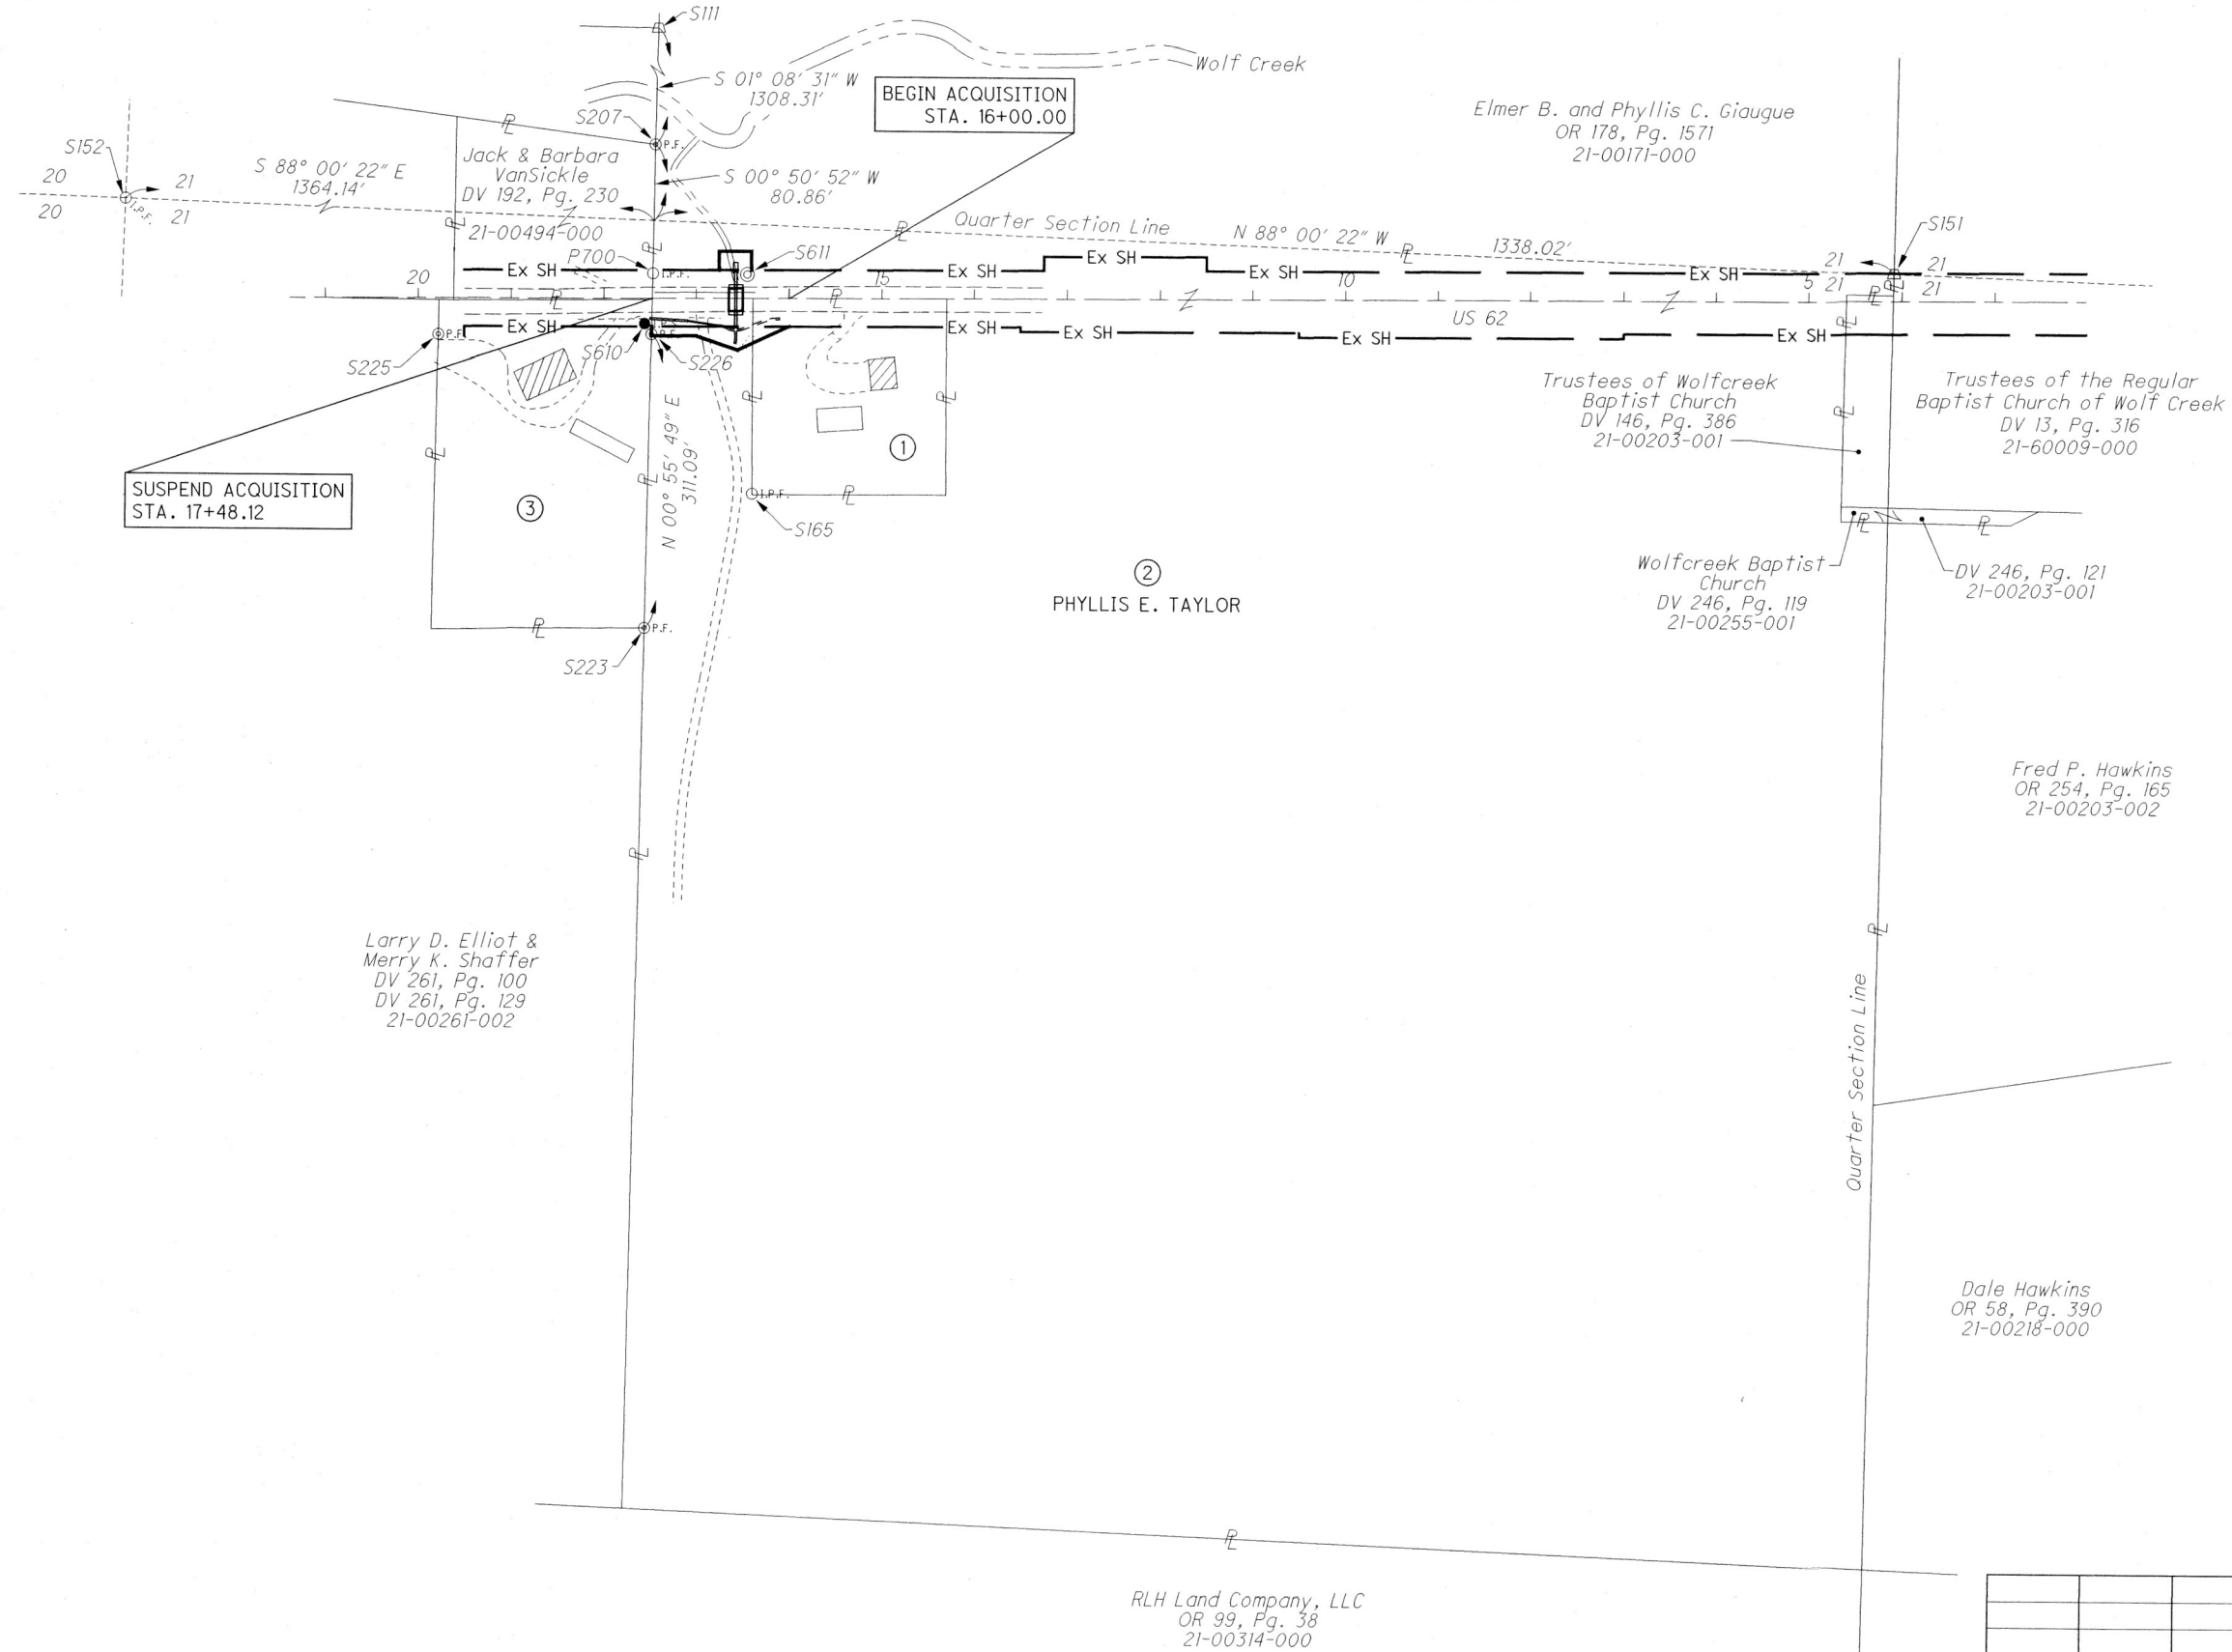 S111
Wolf Creek
S 01° 08' 31" W
1308.31'
BEGIN ACQUISITION
STA. 16+00.00
Elmer B. and Phyllis C. Giauque
OR 178, Pg. 1571
21-00171-000
S207
P.F.
S152
20
21
20
21
I.P.F.
S 88° 00' 22" E
1364.14'
Jack & Barbara
VanSickle
DV 192, Pg. 230
21-00494-000
S 00° 50' 52" W
80.86'
Quarter Section Line
N 88° 00' 22" W
1338.02'
S151
21
21
21
21
P700
I.P.F.
S611
Ex SH
Ex SH
Ex SH
Ex SH
Ex SH
20
15
10
5
US 62
Ex SH
Ex SH
Ex SH
Ex SH
Ex SH
P.F.
S225
S610
P.F.
S226
SUSPEND ACQUISITION
STA. 17+48.12
N 00° 55' 49" E
311.09'
1
I.P.F.
S165
3
2
PHYLLIS E. TAYLOR
Trustees of Wolfcreek
Baptist Church
DV 146, Pg. 386
21-00203-001
Trustees of the Regular
Baptist Church of Wolf Creek
DV 13, Pg. 316
21-60009-000
Wolfcreek Baptist
Church
DV 246, Pg. 119
21-00255-001
DV 246, Pg. 121
21-00203-001
P.F.
S223
Fred P. Hawkins
OR 254, Pg. 165
21-00203-002
Larry D. Elliot &
Merry K. Shaffer
DV 261, Pg. 100
DV 261, Pg. 129
21-00261-002
Quarter Section Line
Dale Hawkins
OR 58, Pg. 390
21-00218-000
RLH Land Company, LLC
OR 99, Pg. 38
21-00314-000